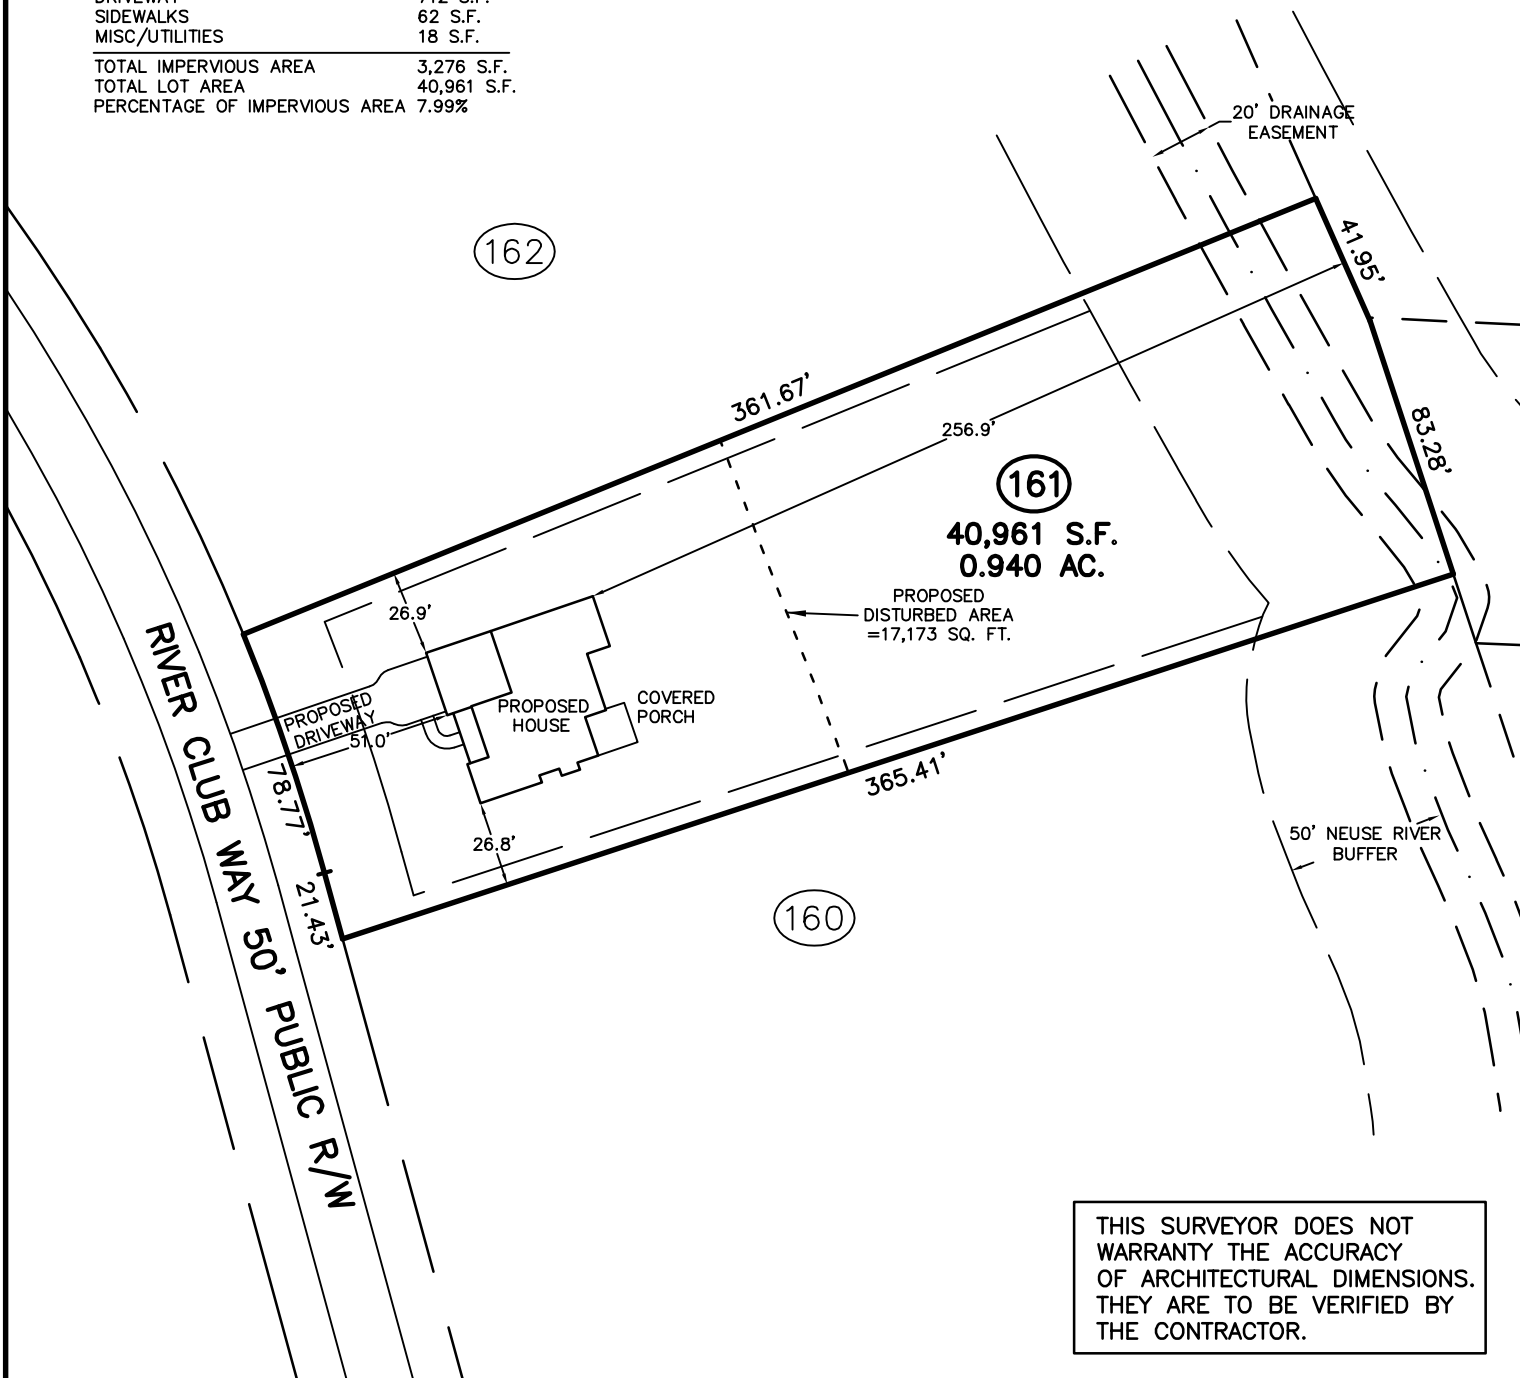 SIDEWALKS 62 S.F.
MISC/UTILITIES 18 S.F.
TOTAL IMPERVIOUS AREA 3,276 S.F.
TOTAL LOT AREA 40,961 S.F.
PERCENTAGE OF IMPERVIOUS AREA 7.99%
20' DRAINAGE
EASEMENT
162
41.95'
361.67'
256.9'
83.28'
161
40,961 S.F.
0.940 AC.
PROPOSED
DISTURBED AREA
=17,173 SQ. FT.
26.9'
PROPOSED
DRIVEWAY
51.0'
PROPOSED
HOUSE
COVERED
PORCH
78.77'
365.41'
26.8'
21.43'
50' NEUSE RIVER
BUFFER
160
RIVER CLUB WAY 50' PUBLIC R/W
THIS SURVEYOR DOES NOT
WARRANTY THE ACCURACY
OF ARCHITECTURAL DIMENSIONS.
THEY ARE TO BE VERIFIED BY
THE CONTRACTOR.